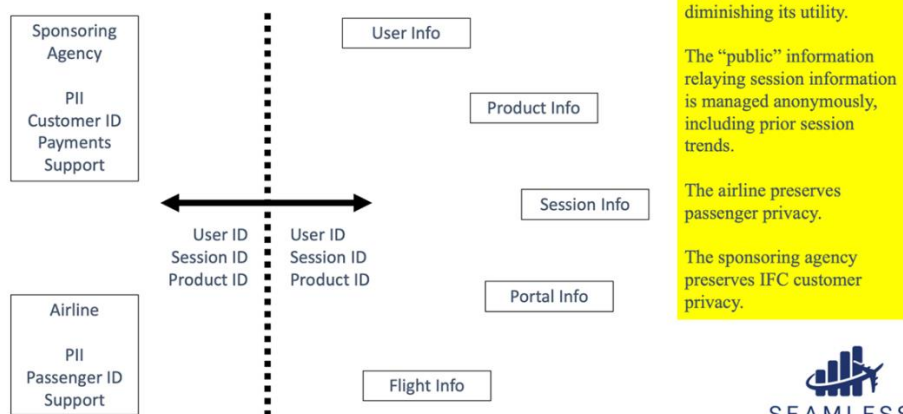 Sponsoring
Agency
PII
Customer ID
Payments
Support
Airline
PII
Passenger ID
Support
User ID
Session ID
Product ID
User ID
Session ID
Product ID
User Info
Product Info
Session Info
Portal Info
Flight Info
diminishing its utility.
The “public” information
relaying session information
is managed anonymously,
including prior session
trends.
The airline preserves
passenger privacy.
The sponsoring agency
preserves IFC customer
privacy.
SEAMLESS